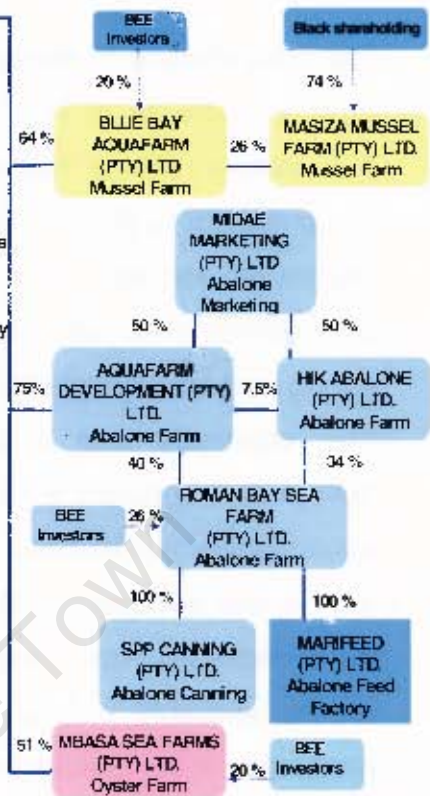 BEE
Investors
Black shareholding
20 %
74 %
64 %
BLUE BAY
AQUAFARM
(PTY) LTD
Mussel Farm
26 %
MASIZA MUSSEL
FARM (PTY) LTD.
Mussel Farm
MIDAE
MARKETING
(PTY) LTD
Abalone
Marketing
50 %
50 %
75%
AQUAFARM
DEVELOPMENT (PTY)
LTD.
Abalone Farm
7.5%
HIK ABALONE
(PTY) LTD.
Abalone Farm
40 %
34 %
BEE
Investors
26 %
ROMAN BAY SEA
FARM
(PTY) LTD.
Abalone Farm
100 %
100 %
SPP CANNING
(PTY) LTD.
Abalone Canning
MARIFEED
(PTY) LTD.
Abalone Feed
Factory
51 %
MBASA SEA FARMS
(PTY) LTD.
Oyster Farm
20 %
BEE
Investors
Town